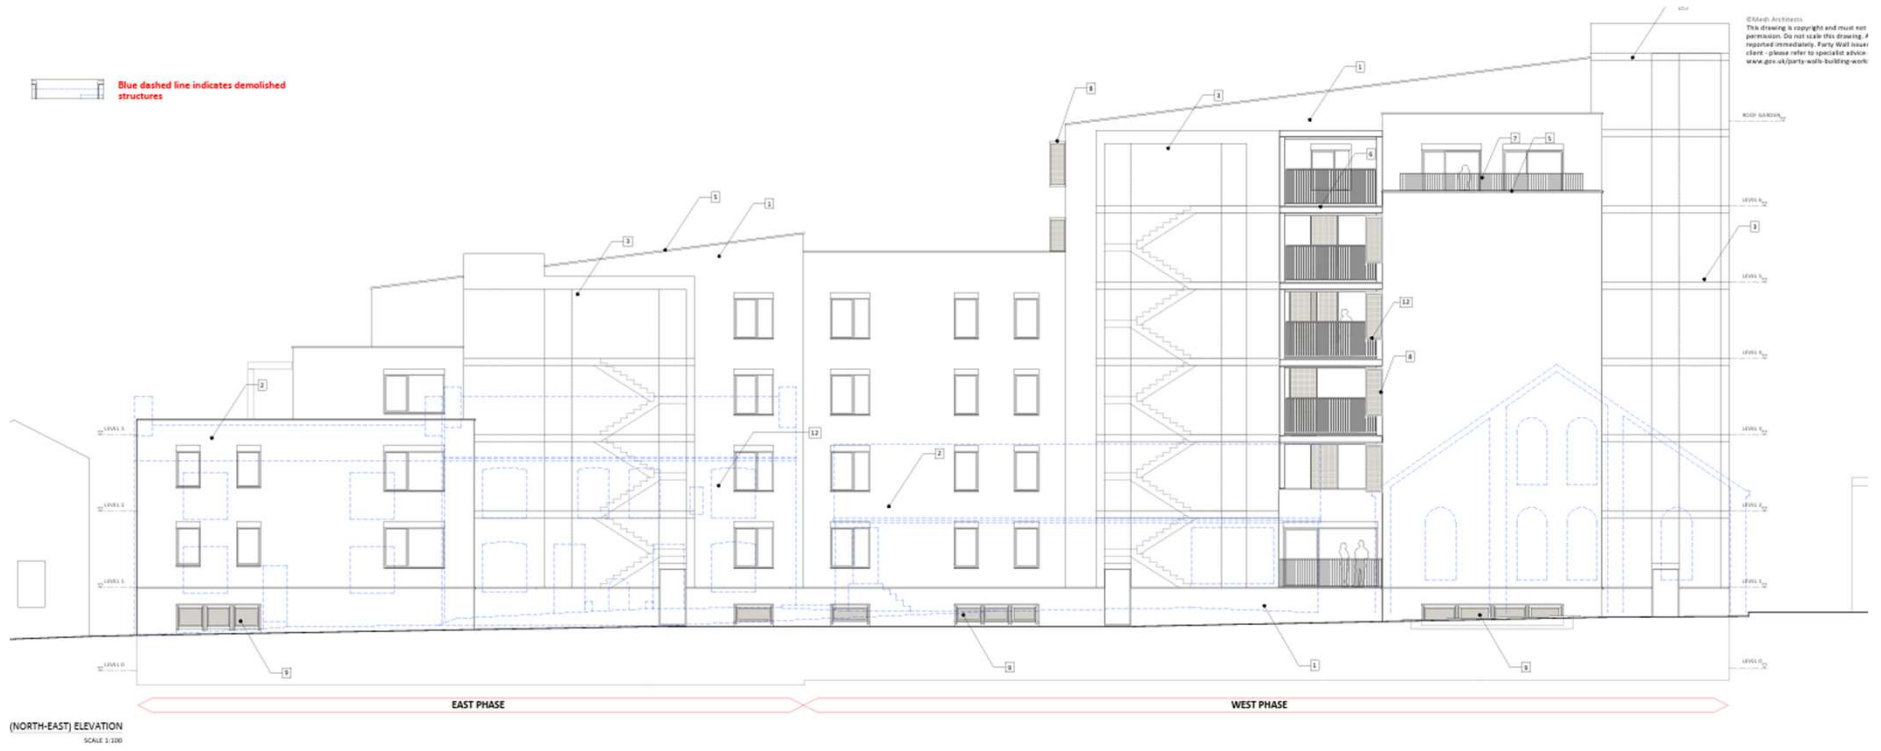 ©Mesh Architects
This drawing is copyright and must not
permission. Do not scale this drawing. A
reported immediately. Party Wall issues
client - please refer to specialist advice
www.gov.uk/party-walls-building-work
Blue dashed line indicates demolished
structures
1
8
3
ROOF GARDEN
7
5
6
5
1
LEVEL 6
3
3
LEVEL 5
12
LEVEL 4
8
2
LEVEL 3
LEVEL 3
12
2
LEVEL 2
LEVEL 2
LEVEL 1
LEVEL 1
9
9
1
9
LEVEL 0
LEVEL 0
EAST PHASE
WEST PHASE
(NORTH-EAST) ELEVATION
SCALE 1:100